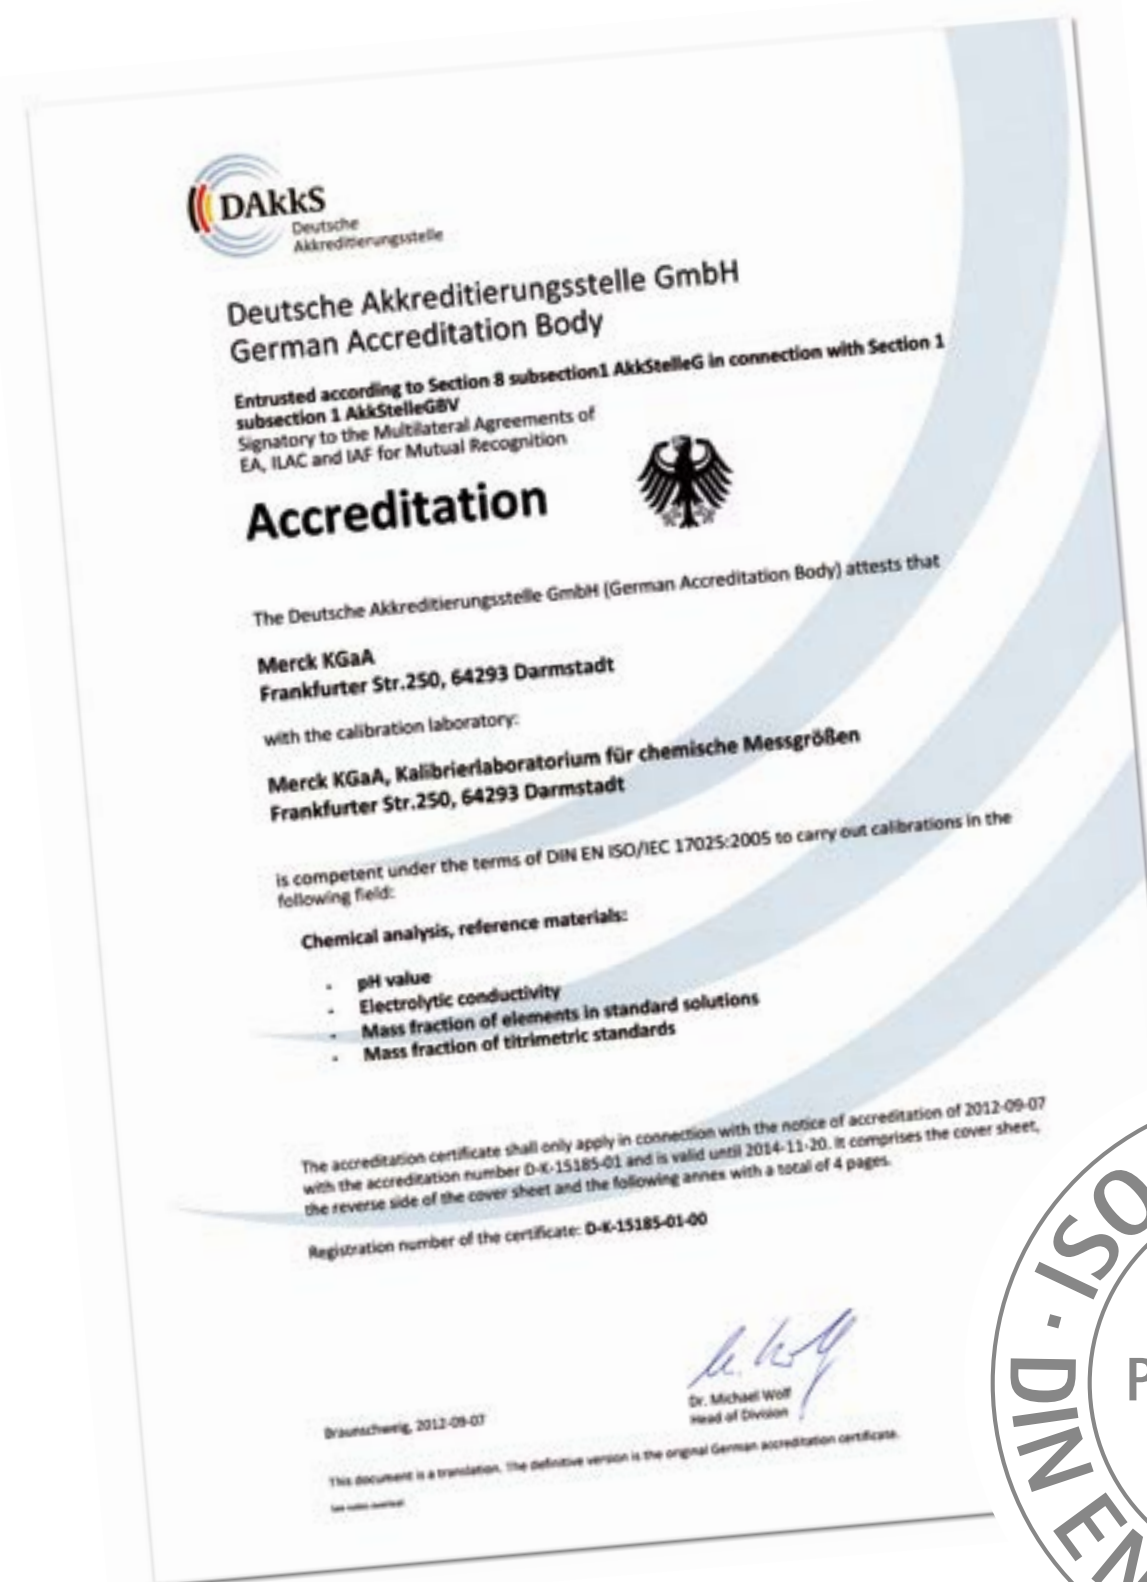 DAkkS
Deutsche
Akkreditierungsstelle
Deutsche Akkreditierungsstelle GmbH
German Accreditation Body
Entrusted according to Section 8 subsection1 AkkStelleG in connection with Section 1
subsection 1 AkkStelleGBV
Signatory to the Multilateral Agreements of
EA, ILAC and IAF for Mutual Recognition
Accreditation
The Deutsche Akkreditierungsstelle GmbH (German Accreditation Body) attests that
Merck KGaA
Frankfurter Str.250, 64293 Darmstadt
with the calibration laboratory:
Merck KGaA, Kalibrierlaboratorium für chemische Messgrößen
Frankfurter Str.250, 64293 Darmstadt
is competent under the terms of DIN EN ISO/IEC 17025:2005 to carry out calibrations in the
following field:
Chemical analysis, reference materials:
- pH value
- Electrolytic conductivity
- Mass fraction of elements in standard solutions
- Mass fraction of titrimetric standards
The accreditation certificate shall only apply in connection with the notice of accreditation of 2012-09-07
with the accreditation number D-K-15185-01 and is valid until 2014-11-20. It comprises the cover sheet,
the reverse side of the cover sheet and the following annex with a total of 4 pages.
Registration number of the certificate: D-K-15185-01-00
Dr. Michael Wolf
Head of Division
Braunschweig, 2012-09-07
This document is a translation. The definitive version is the original German accreditation certificate.
See notes overleaf
ISO
· DIN EN
P